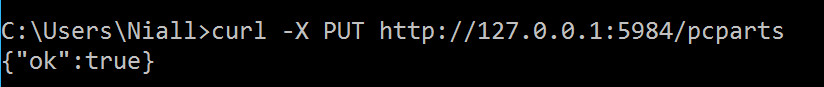 C:\Users\Niall>curl -X PUT http://127.0.0.1:5984/pcparts
{"ok":true}